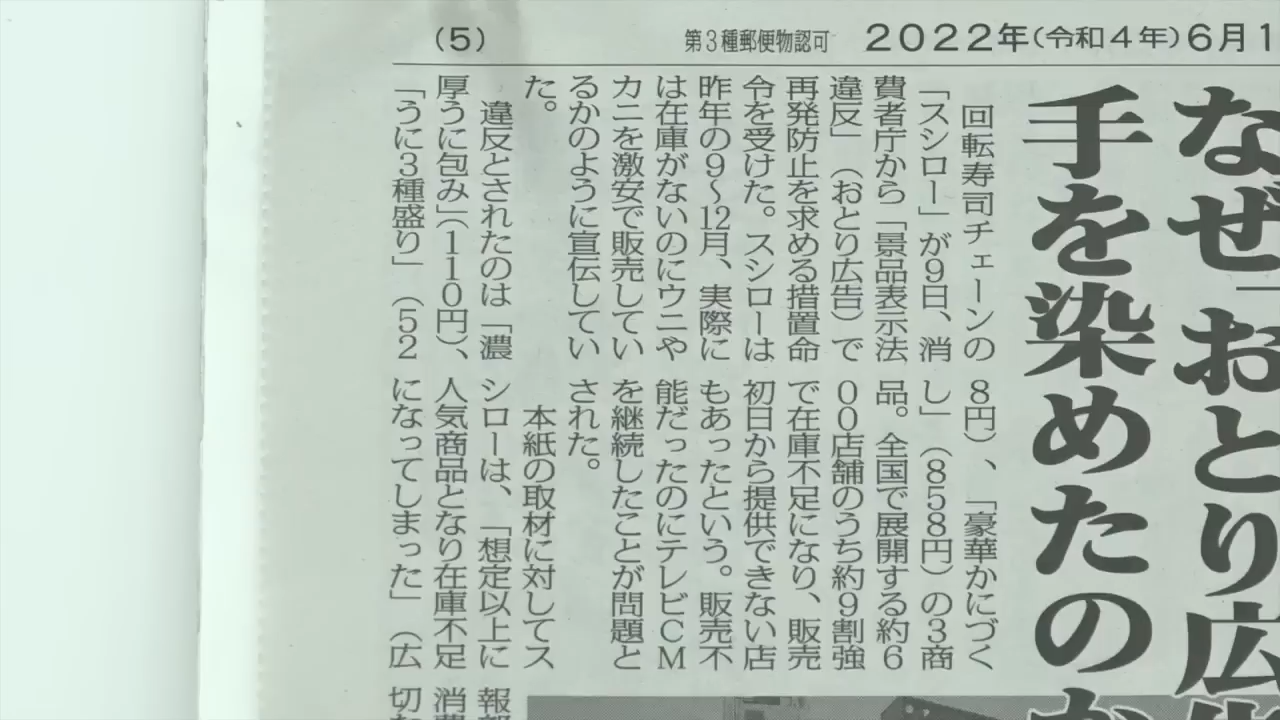 (5)
第3種郵便物認可
2022年(令和4年)6月1
なぜ「おとり広
手を染めたの
回転寿司チェーンの
「スシロー」が9日、消
費者庁から「景品表示法
違反」(おとり広告)で
再発防止を求める措置命
令を受けた。スシローは
昨年の9〜12月、実際に
は在庫がないのにウニや
カニを激安で販売してい
るかのように宣伝してい
た。
違反とされたのは「濃
厚うに包み」(110円)、
「うに3種盛り」(52
8円)、「豪華かにづく
し」(858円)の3商
品。全国で展開する約6
00店舗のうち約9割強
で在庫不足になり、販売
初日から提供できない店
もあったという。販売不
能だったのにテレビCM
を継続したことが問題と
された。
本紙の取材に対してス
シローは、「想定以上に
人気商品となり在庫不足
になってしまった」(広
報部
消費
切な